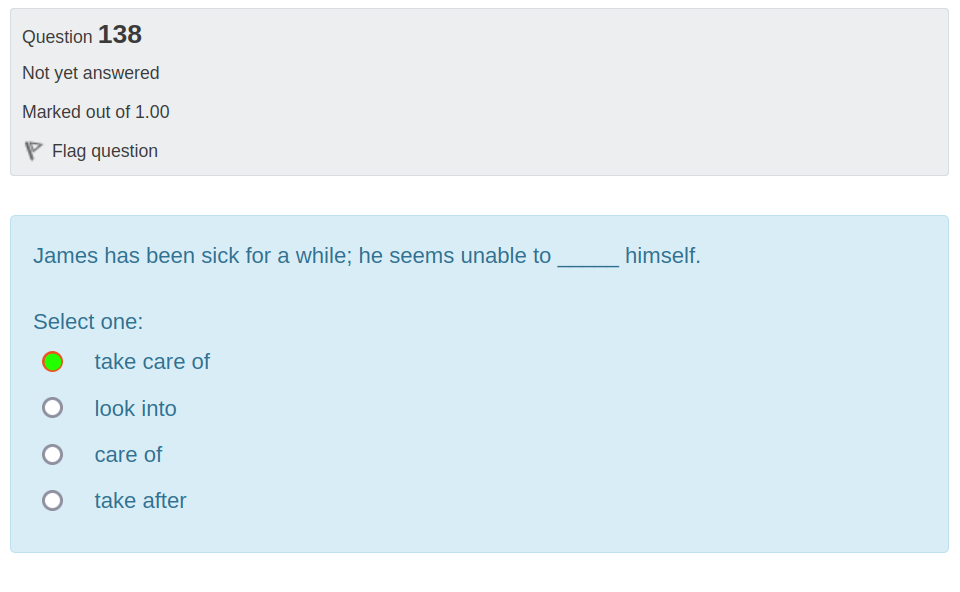 Question 138
Not yet answered
Marked out of 1.00
Flag question
James has been sick for a while; he seems unable to _____ himself.
Select one:
take care of
look into
care of
take after